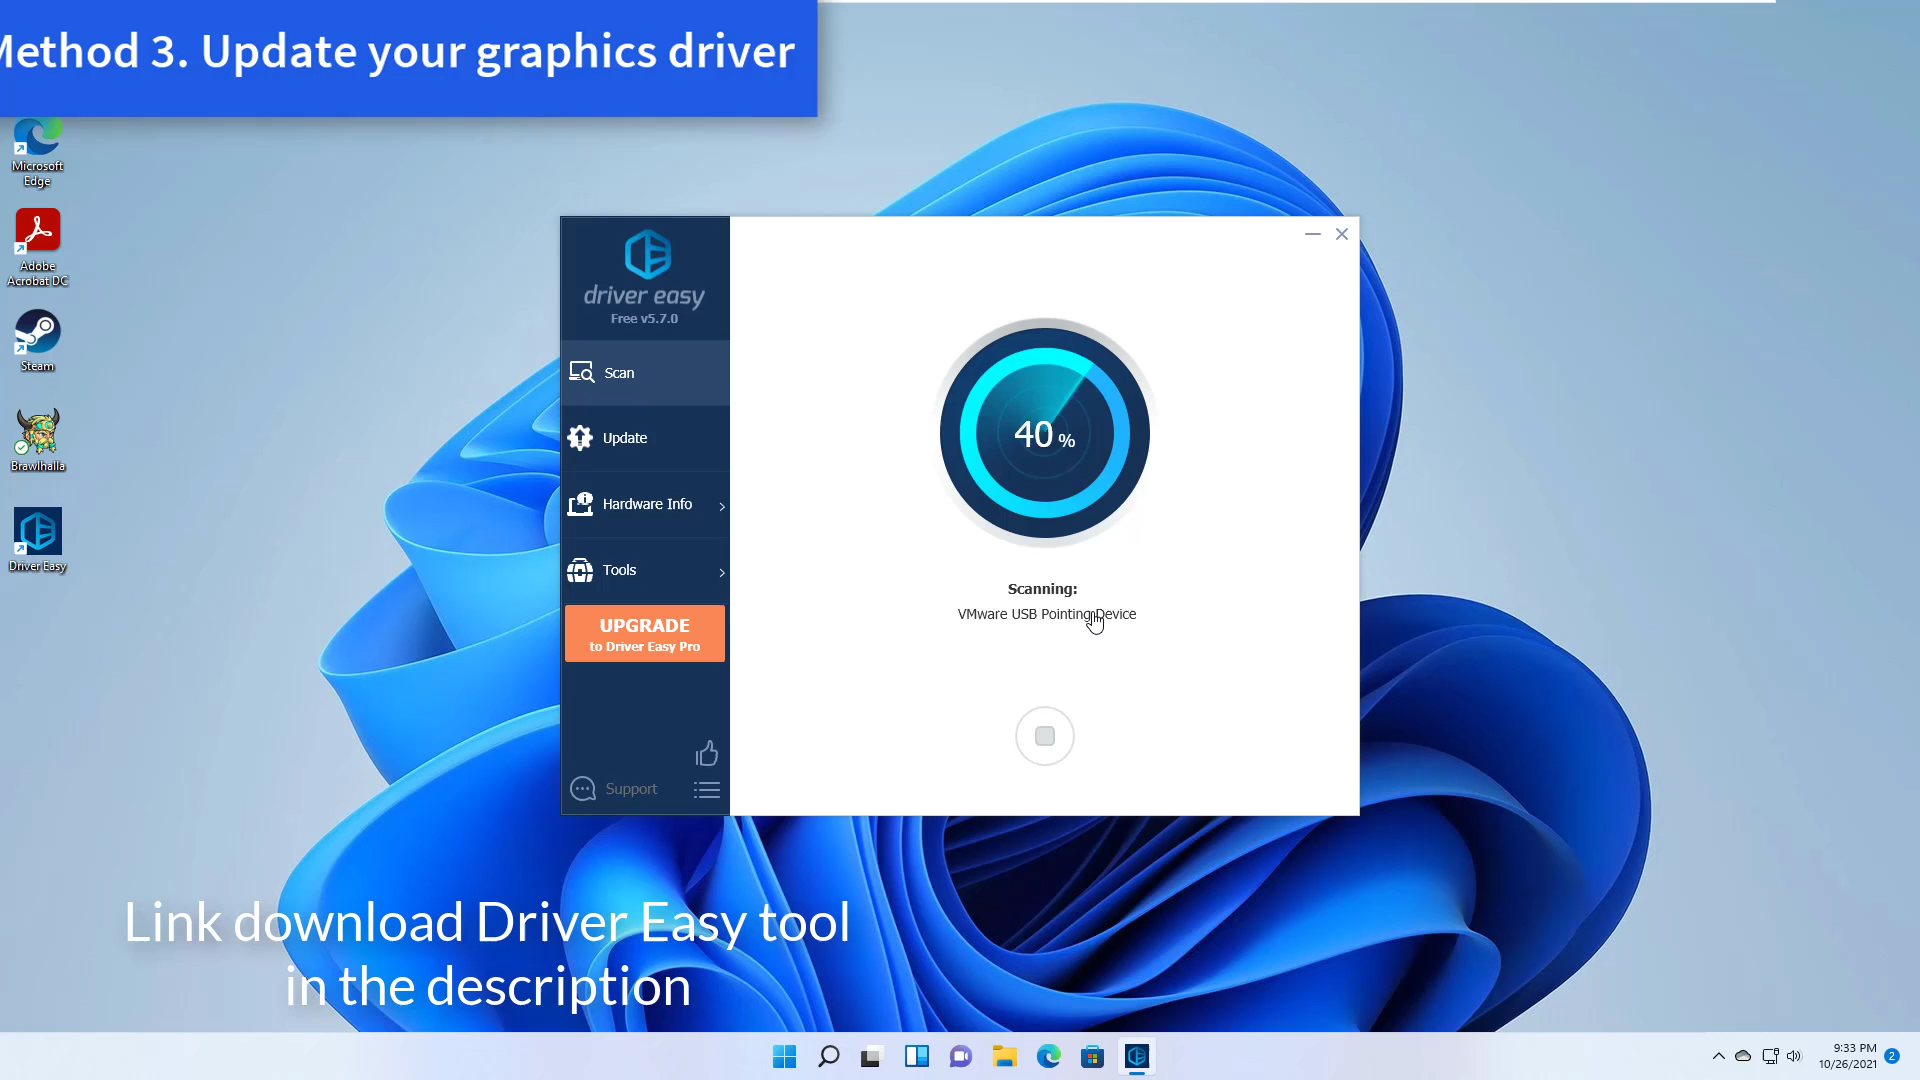 Method 3. Update your graphics driver
Microsoft
Edge
Adobe
Acrobat DC
Steam
Brawlhalla
Driver Easy
driver easy
Free v5.7.0
Scan
Update
Hardware Info
Tools
UPGRADE
to Driver Easy Pro
Support
40 %
Scanning:
VMware USB Pointing Device
Link download Driver Easy tool
in the description
9:33 PM
10/26/2021
2